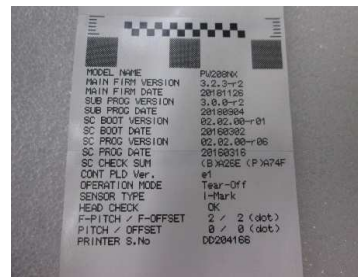 MODEL NAME PW208NX
MAIN FIRM VERSION 3.2.3-r2
MAIN FIRM DATE 20181126
SUB PROG VERSION 3.0.0-r2
SUB PROG DATE 20180904
SC BOOT VERSION 02.02.00-r01
SC BOOT DATE 20160302
SC PROG VERSION 02.02.00-r06
SC PROG DATE 20160316
SC CHECK SUM (B)A26E (P)A74F
CONT PLD Ver. e1
OPERATION MODE Tear-Off
SENSOR TYPE I-Mark
HEAD CHECK OK
F-PITCH / F-OFFSET 2 / 2 (dot)
PITCH / OFFSET 0 / 0 (dot)
PRINTER S.No DD204166